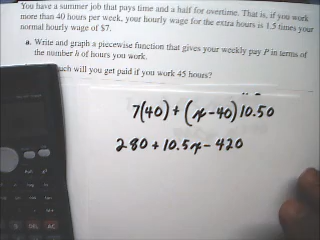 You have a summer job that pays time and a half for overtime. That is, if you work
more than 40 hours per week, your hourly wage for the extra hours is 1.5 times your
normal hourly wage of $7.
a. Write and graph a piecewise function that gives your weekly pay P in terms of
the number h of hours you work.
much will you get paid if you work 45 hours?
7(40)+(x-40)10.50
280+10.5x-420
S DEL AC